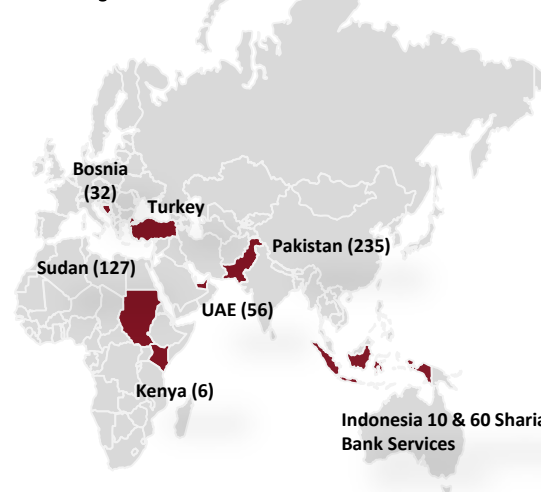 Bosnia
(32)
Turkey
Pakistan (235)
Sudan (127)
UAE (56)
Kenya (6)
Indonesia 10 & 60 Sharia
Bank Services